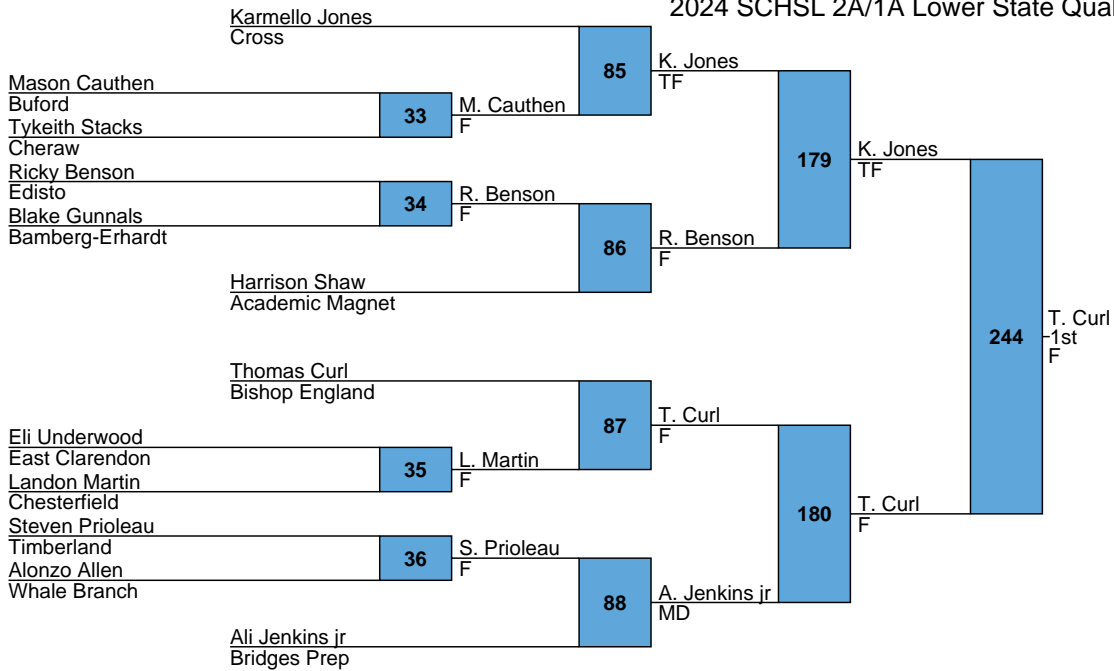 2024 SCHSL 2A/1A Lower State Qua
Karmello Jones
Cross
85
K. Jones
TF
Mason Cauthen
Buford
33
M. Cauthen
F
Tykeith Stacks
Cheraw
179
K. Jones
TF
Ricky Benson
Edisto
34
R. Benson
F
Blake Gunnals
Bamberg-Erhardt
86
R. Benson
F
Harrison Shaw
Academic Magnet
244
T. Curl
1st
F
Thomas Curl
Bishop England
87
T. Curl
F
Eli Underwood
East Clarendon
35
L. Martin
F
Landon Martin
Chesterfield
180
T. Curl
F
Steven Prioleau
Timberland
36
S. Prioleau
F
Alonzo Allen
Whale Branch
88
A. Jenkins jr
MD
Ali Jenkins jr
Bridges Prep